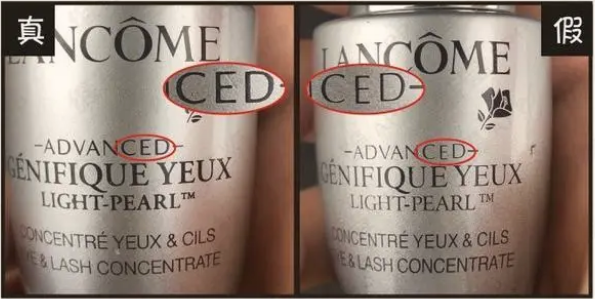 真
LANCÔME
CED-
-ADVANCED-
GÉNIFIQUE YEUX
LIGHT-PEARL™
CONCENTRÉ YEUX & CILS
& LASH CONCENTRATE
假
LANCÔME
CED-
-ADVANCED-
GÉNIFIQUE YEUX
LIGHT-PEARL™
CONCENTRÉ YEUX & CILS
EYE & LASH CONCENTRATE